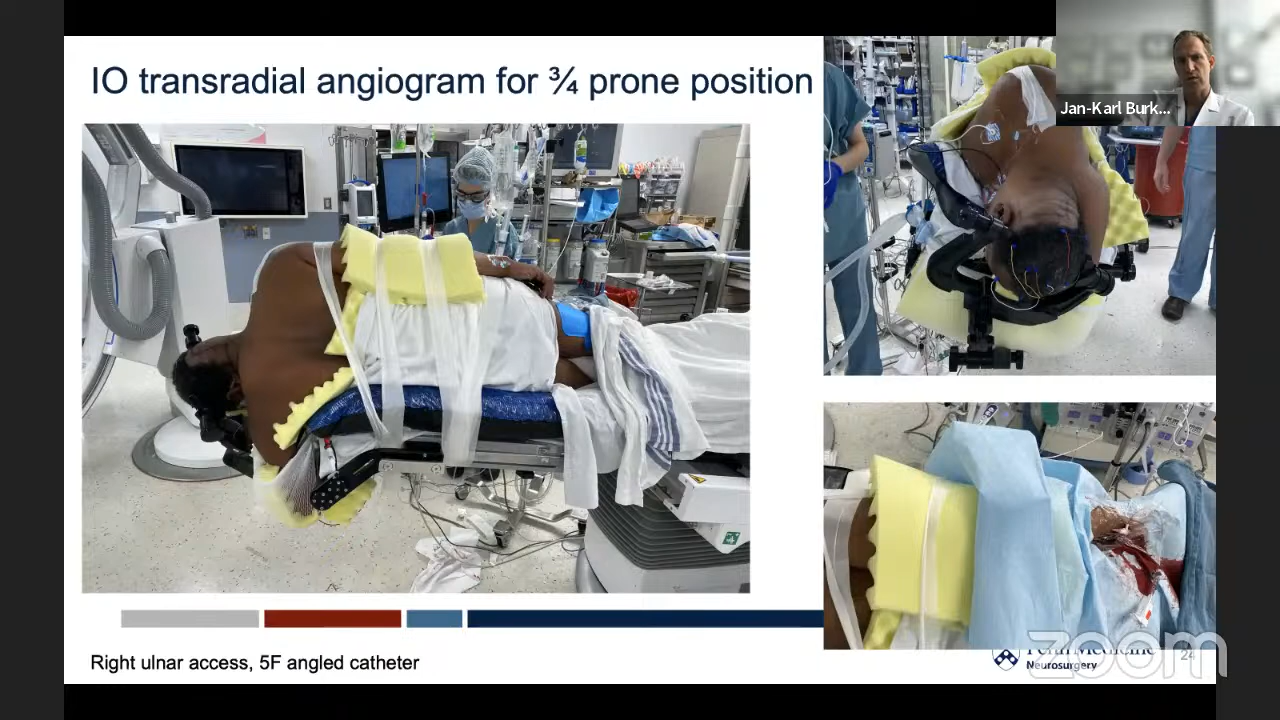 IO transradial angiogram for ¾ prone position
Jan-Karl Burk...
Right ulnar access, 5F angled catheter
Medicine
Neurosurgery
24
zoom